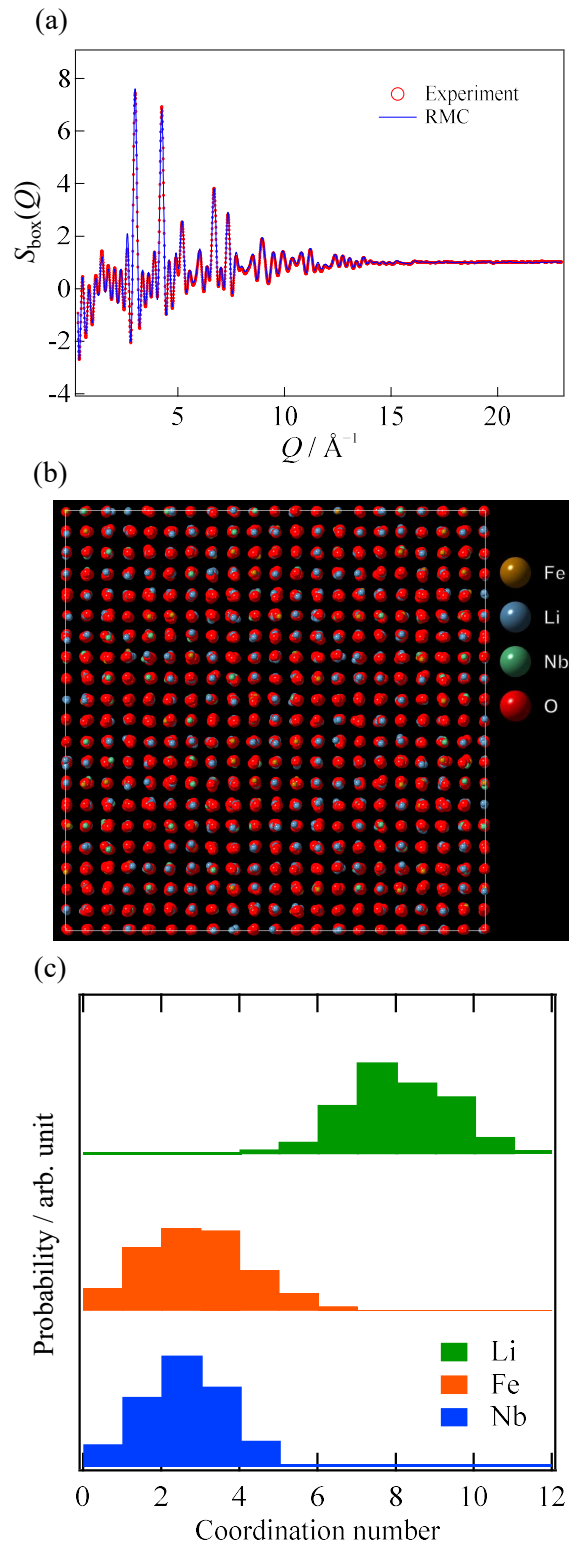 (a)
8
6
4
2
0
-2
-4
S_box(Q)
Experiment
RMC
5 10 15 20
Q / Å⁻¹
(b)
Fe
Li
Nb
O
(c)
Probability / arb. unit
Li
Fe
Nb
0 2 4 6 8 10 12
Coordination number